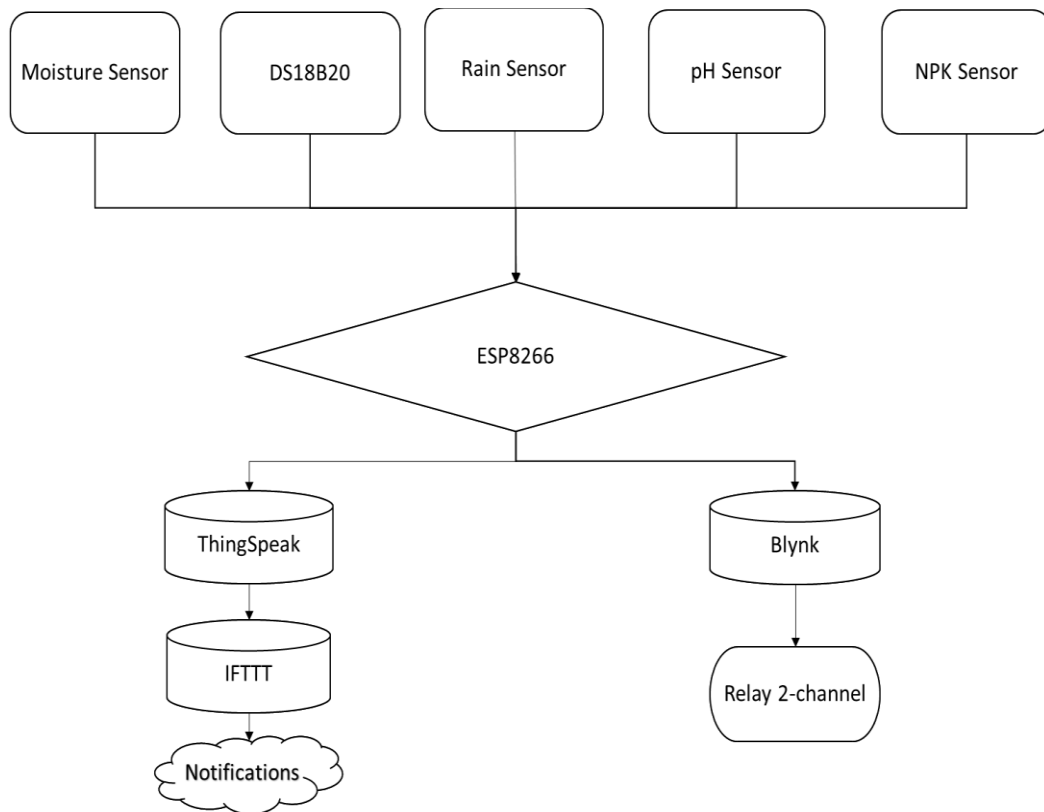 Moisture Sensor
DS18B20
Rain Sensor
pH Sensor
NPK Sensor
ESP8266
ThingSpeak
Blynk
IFTTT
Relay 2-channel
Notifications